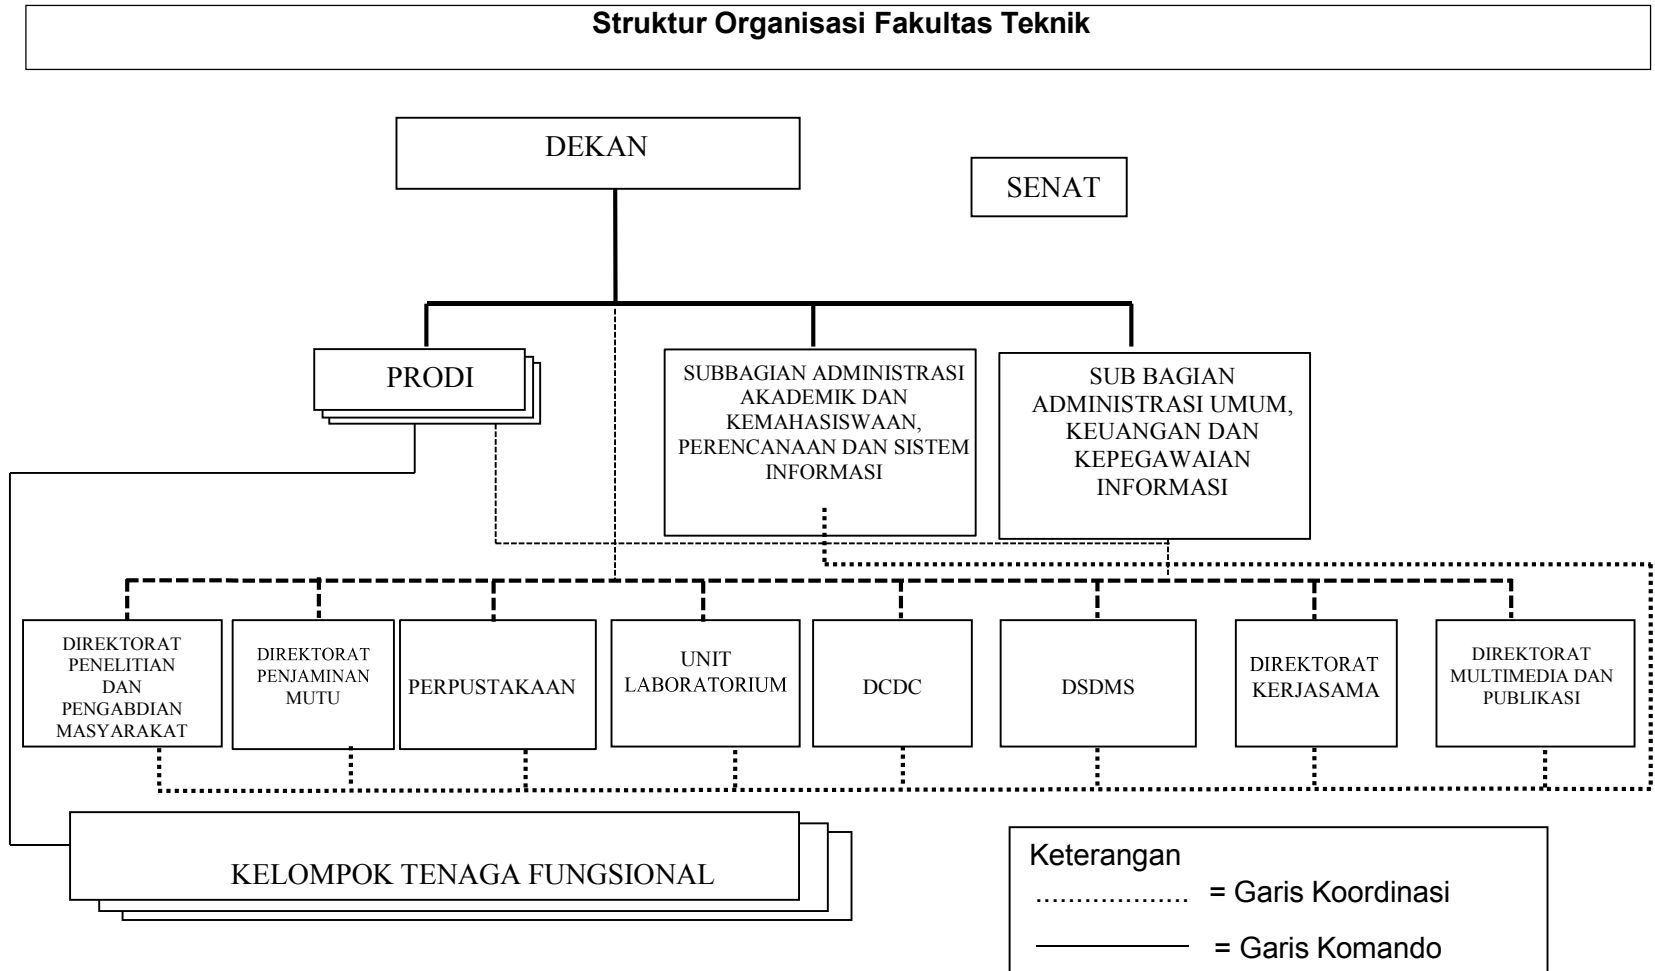 Struktur Organisasi Fakultas Teknik
DEKAN
SENAT
PRODI
SUBBAGIAN ADMINISTRASI
AKADEMIK DAN
KEMAHASISWAAN,
PERENCANAAN DAN SISTEM
INFORMASI
SUB BAGIAN
ADMINISTRASI UMUM,
KEUANGAN DAN
KEPEGAWAIAN
INFORMASI
DIREKTORAT
PENELITIAN
DAN
PENGABDIAN
MASYARAKAT
DIREKTORAT
PENJAMINAN
MUTU
PERPUSTAKAAN
UNIT
LABORATORIUM
DCDC
DSDMS
DIREKTORAT
KERJASAMA
DIREKTORAT
MULTIMEDIA DAN
PUBLIKASI
KELOMPOK TENAGA FUNGSIONAL
Keterangan
................... = Garis Koordinasi
= Garis Komando